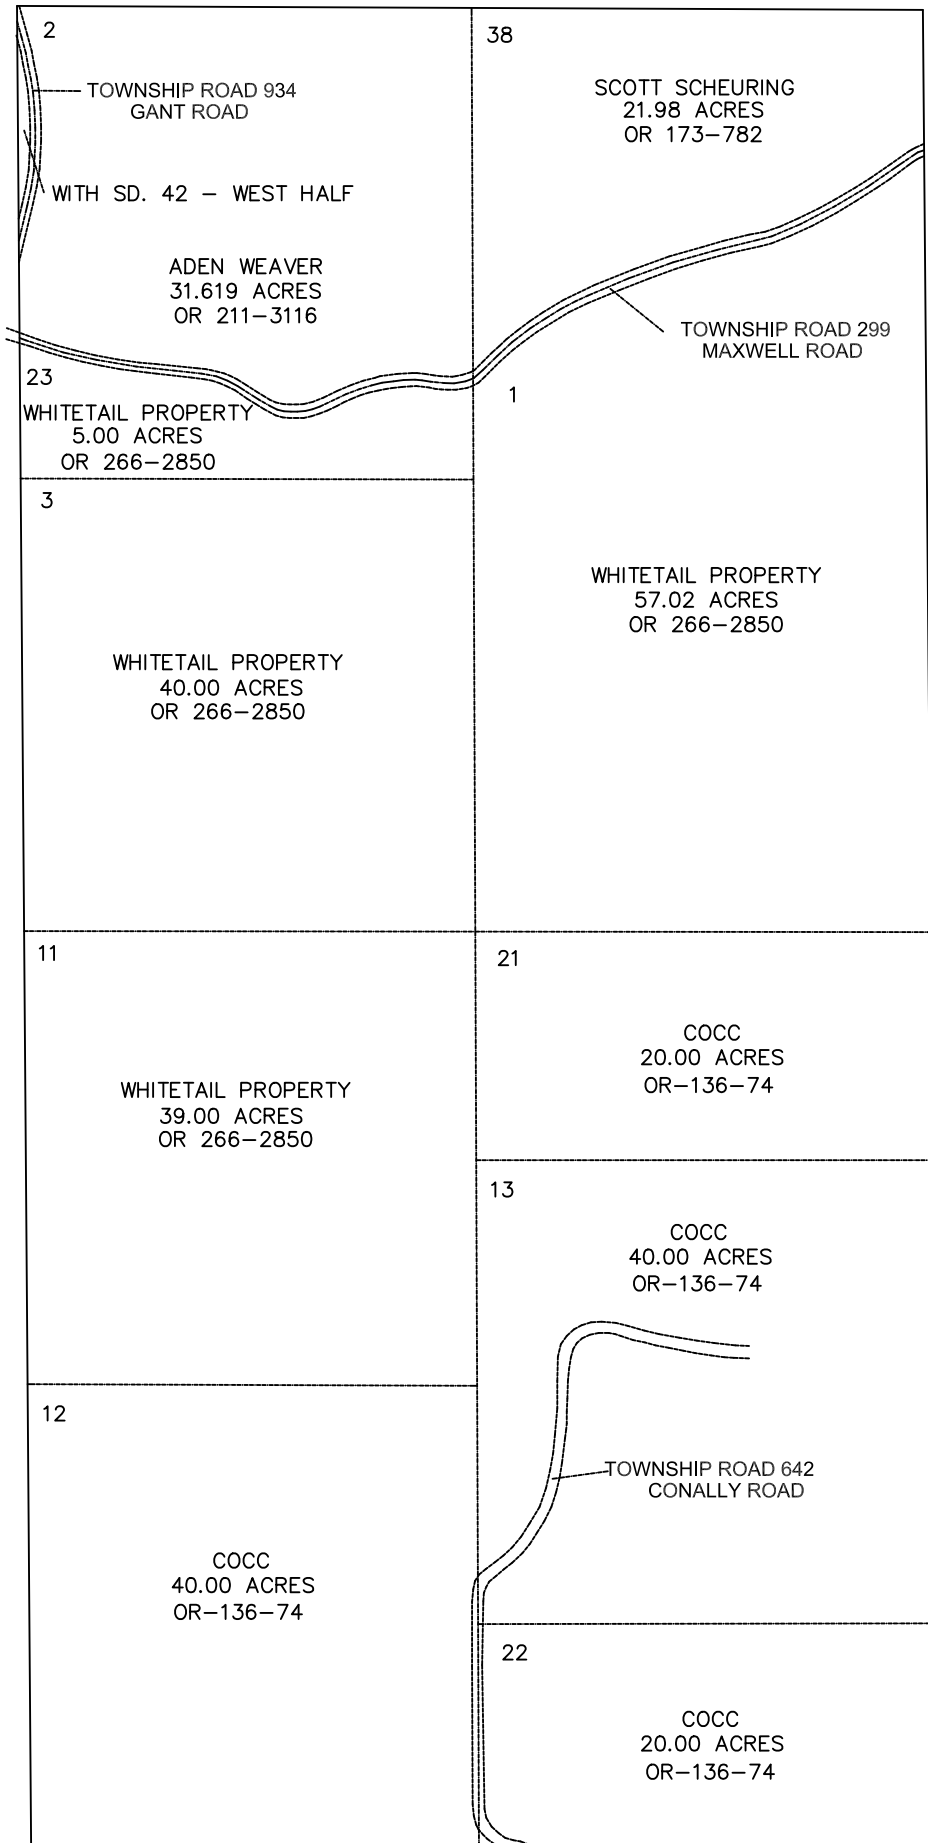 2
TOWNSHIP ROAD 934
GANT ROAD
WITH SD. 42 – WEST HALF
ADEN WEAVER
31.619 ACRES
OR 211–3116
38
SCOTT SCHEURING
21.98 ACRES
OR 173–782
TOWNSHIP ROAD 299
MAXWELL ROAD
23
WHITETAIL PROPERTY
5.00 ACRES
OR 266–2850
1
WHITETAIL PROPERTY
57.02 ACRES
OR 266–2850
3
WHITETAIL PROPERTY
40.00 ACRES
OR 266–2850
11
WHITETAIL PROPERTY
39.00 ACRES
OR 266–2850
21
COCC
20.00 ACRES
OR–136–74
13
COCC
40.00 ACRES
OR–136–74
TOWNSHIP ROAD 642
CONALLY ROAD
12
COCC
40.00 ACRES
OR–136–74
22
COCC
20.00 ACRES
OR–136–74